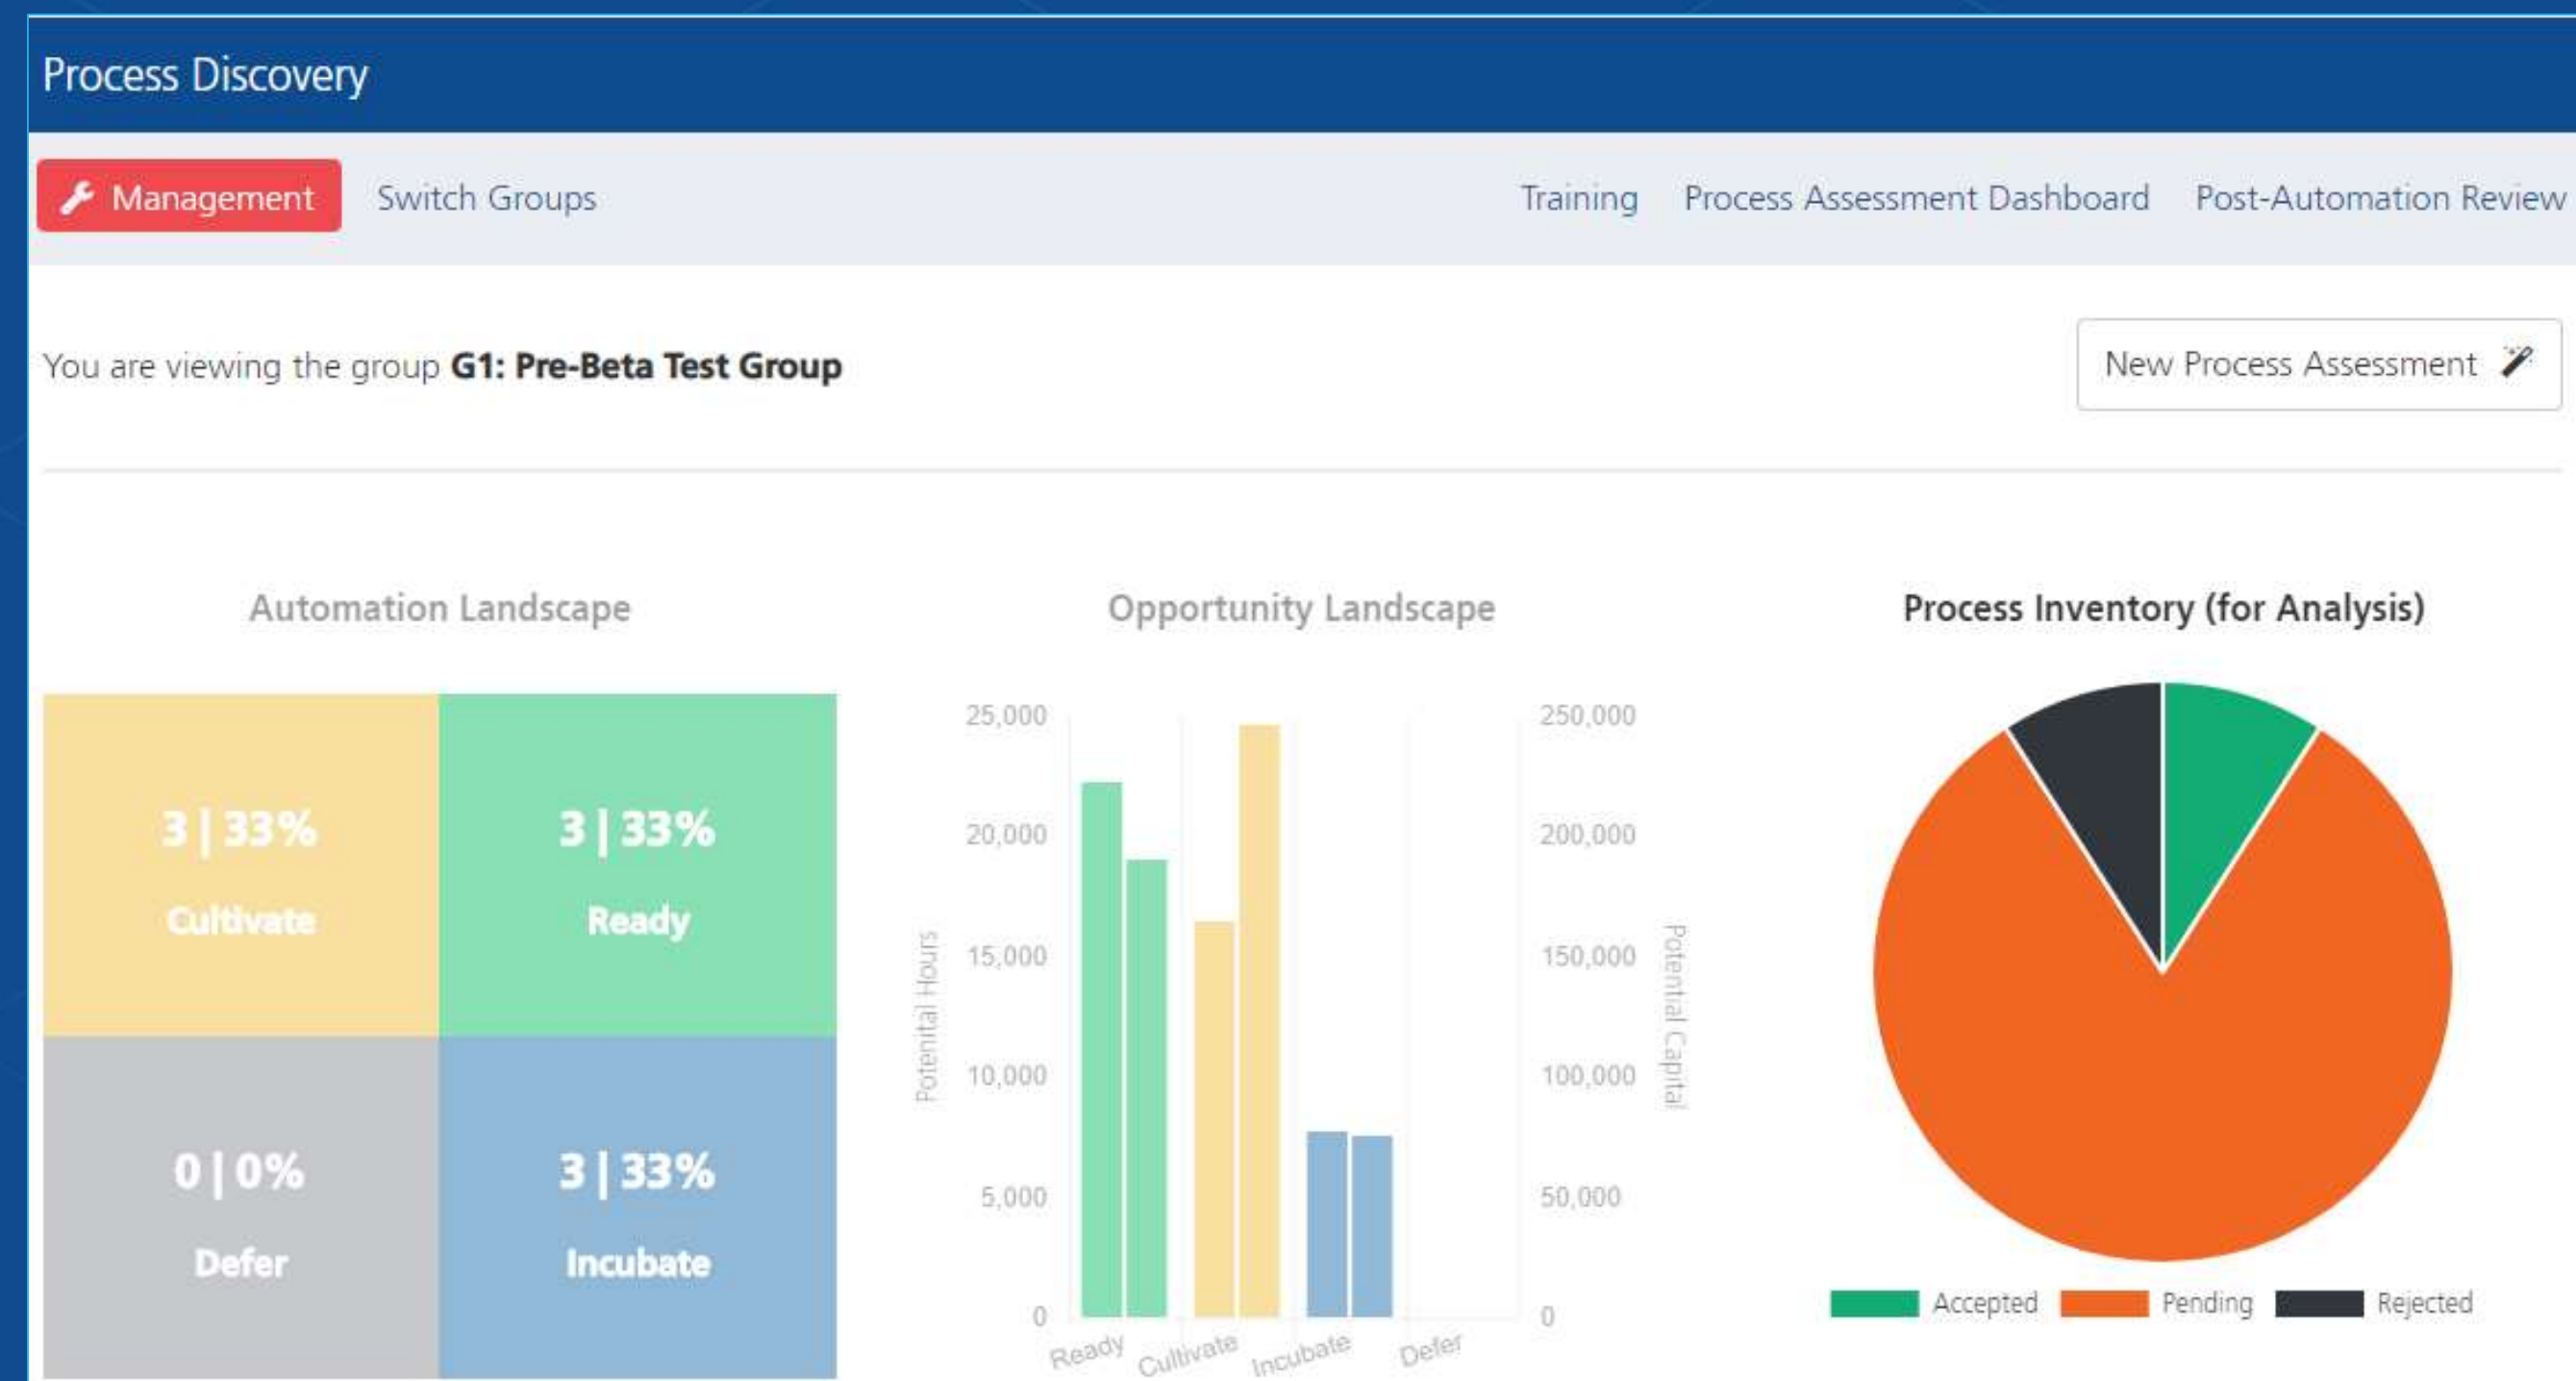 Process Discovery
Management
Switch Groups
Training
Process Assessment Dashboard
Post-Automation Review
You are viewing the group G1: Pre-Beta Test Group
New Process Assessment
Automation Landscape
3 | 33%
Cultivate
3 | 33%
Ready
0 | 0%
Defer
3 | 33%
Incubate
Opportunity Landscape
Potenital Hours
25,000
20,000
15,000
10,000
5,000
0
250,000
200,000
150,000
100,000
50,000
0
Potential Capital
Ready
Cultivate
Incubate
Defer
Process Inventory (for Analysis)
Accepted
Pending
Rejected